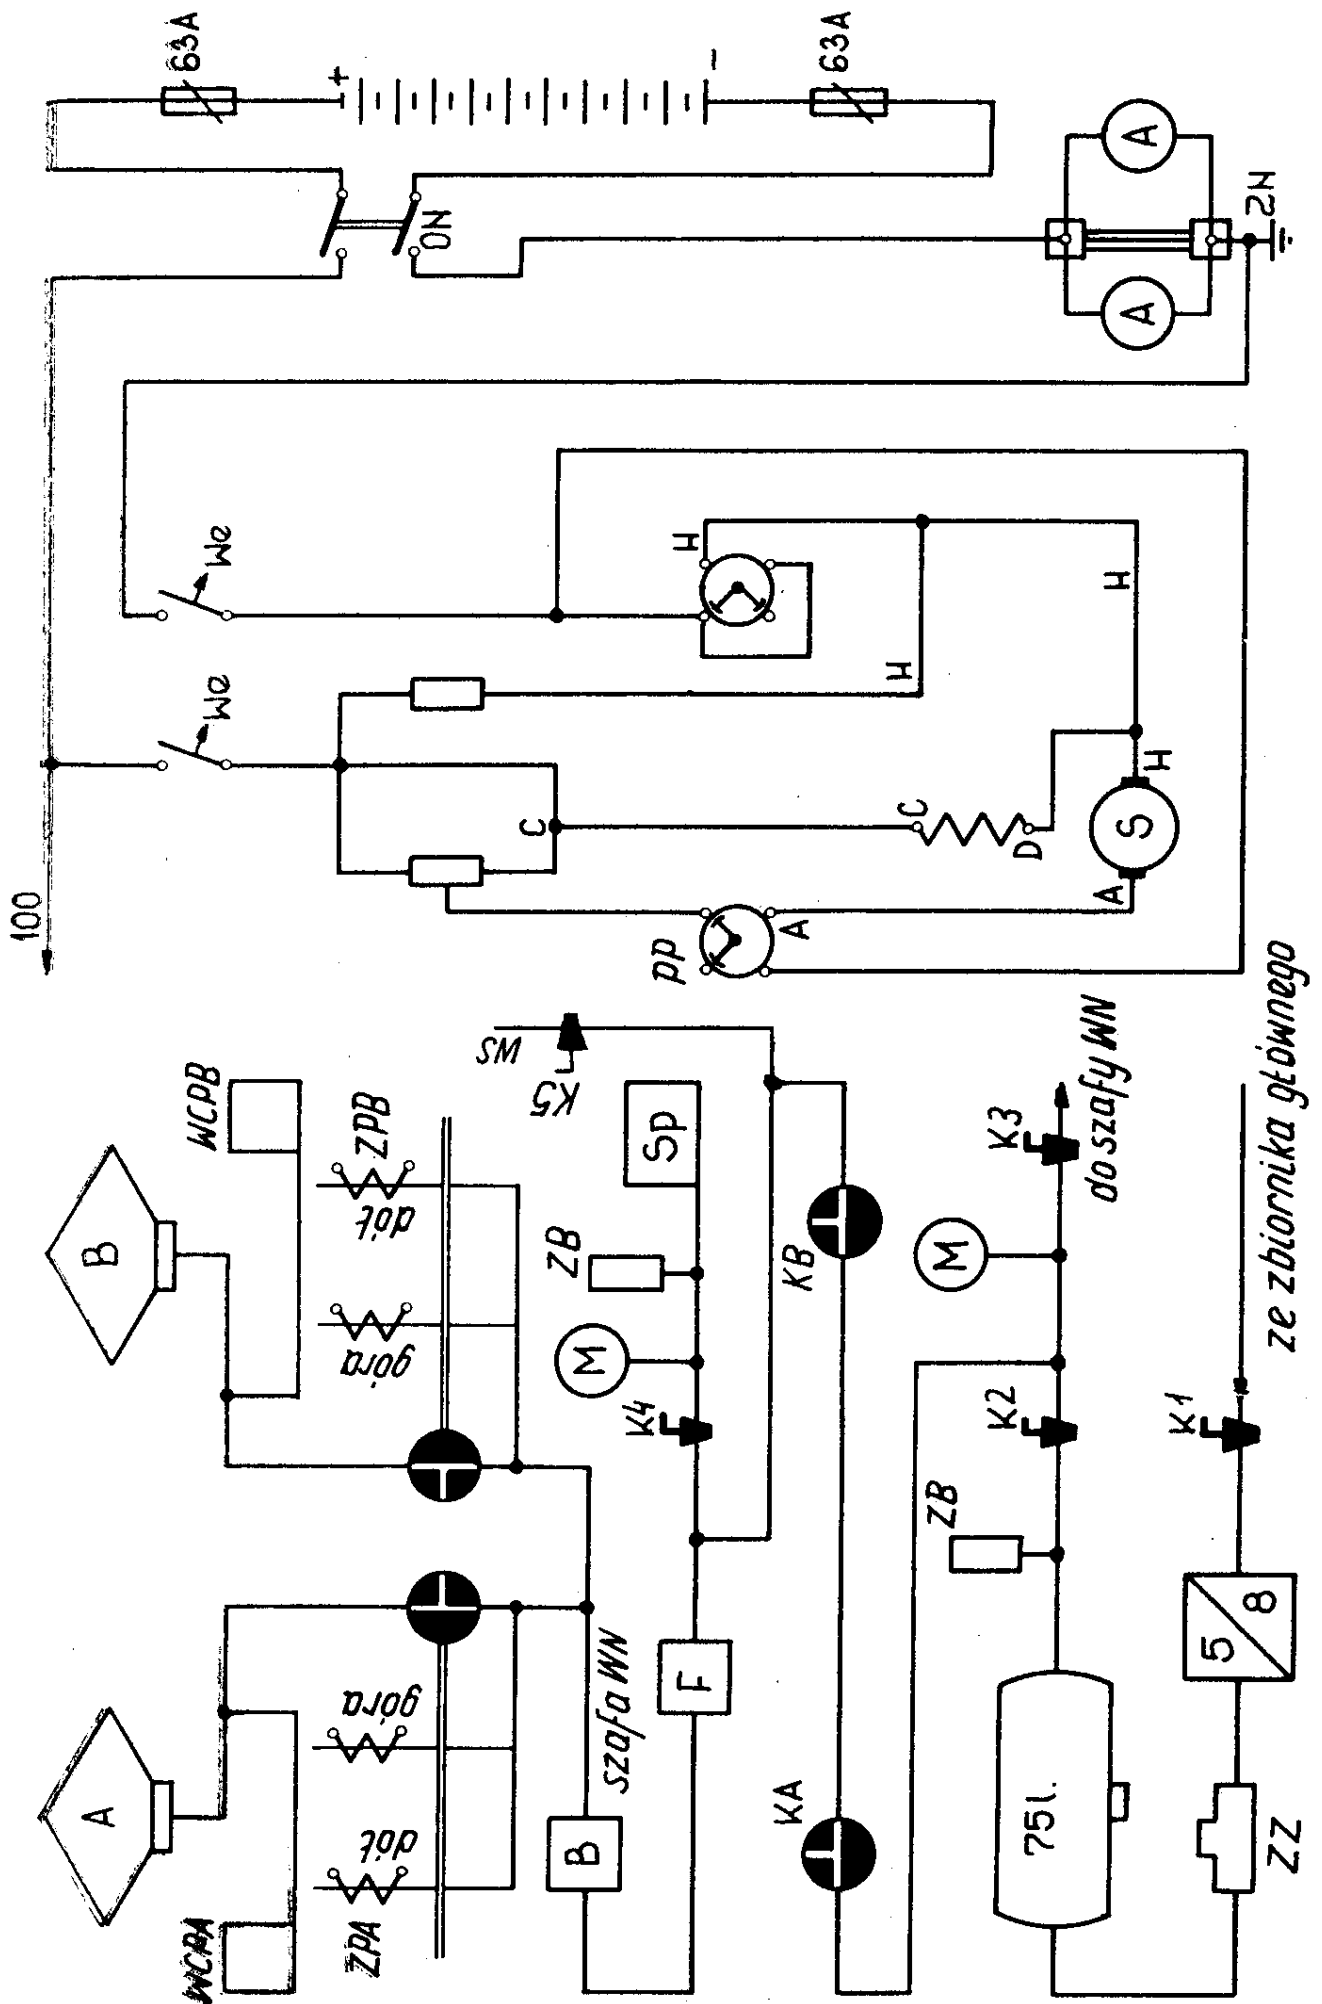 100
A
B
WCPA
WCPB
63A
We
We
+
ZPA
dół
góra
góra
dół
ZPB
ON
WS
K5
C
B
M
ZB
szafa WN
K4
Sp
pp
F
H
-
KA
KB
A
63A
H
C
ZB
M
K2
K3
75l.
D
do szafy WN
A
H
S
A
A
H
K1
5
8
2N
ZZ
ze zbiornika głównego